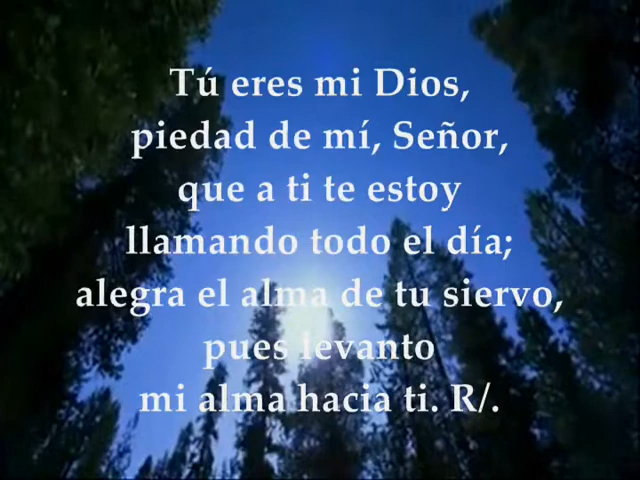 Tú eres mi Dios,
piedad de mí, Señor,
que a ti te estoy
llamando todo el día;
alegra el alma de tu siervo,
pues levanto
mi alma hacia ti. R/.